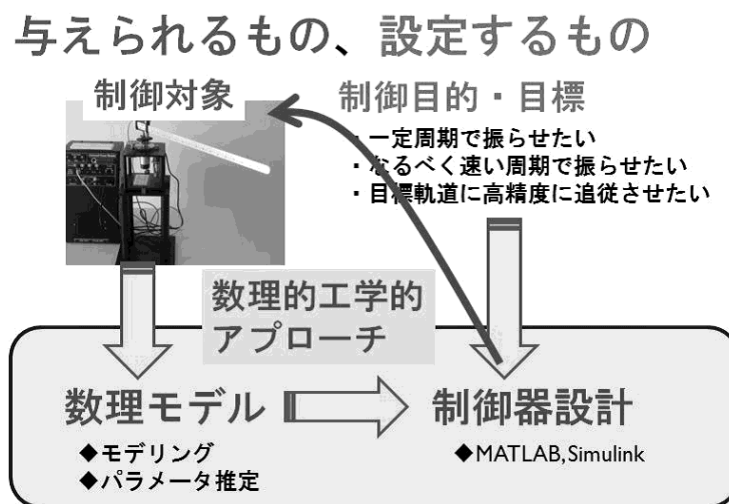 与えられるもの、設定するもの
制御対象
制御目的・目標
・一定周期で振らせたい
・なるべく速い周期で振らせたい
・目標軌道に高精度に追従させたい
数理的工学的
アプローチ
数理モデル
◆モデリング
◆パラメータ推定
制御器設計
◆MATLAB,Simulink